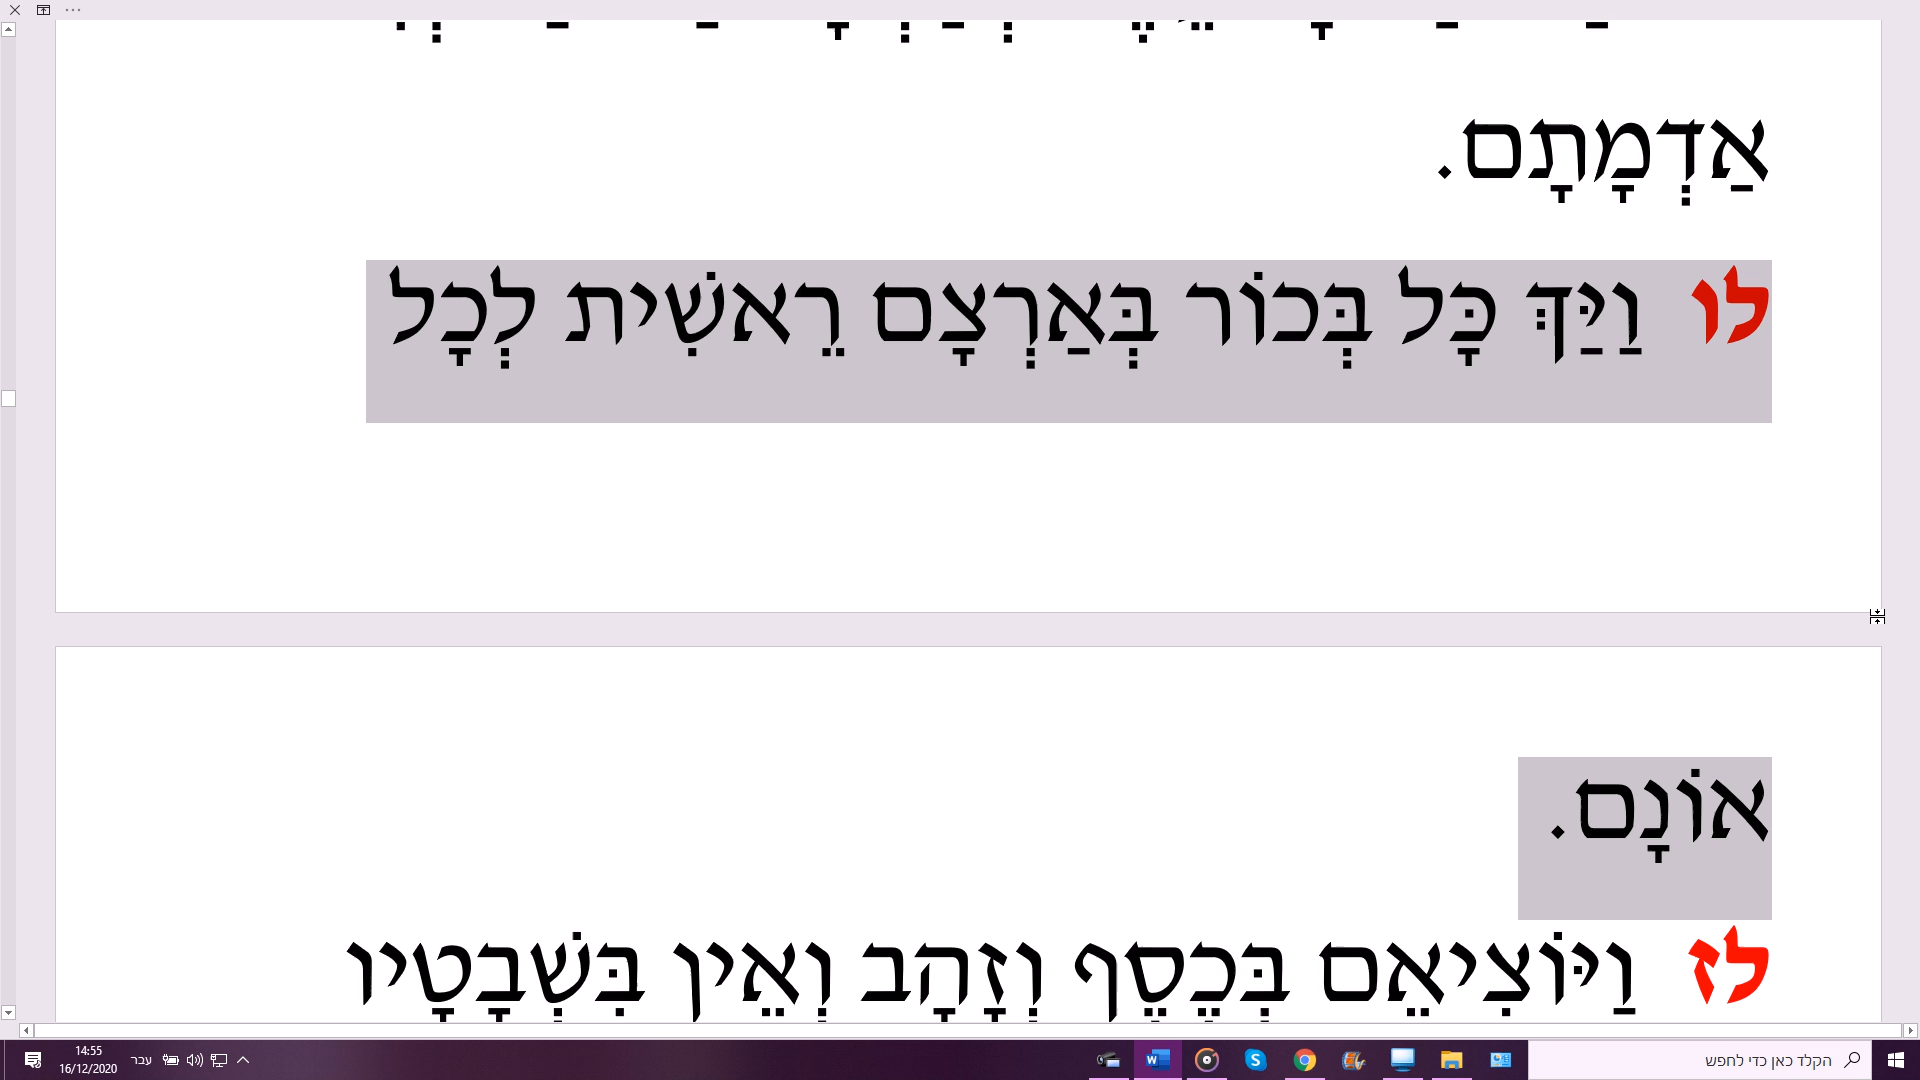 אַדְמָתָם.
לו וַיַּךְ כָּל בְּכוֹר בְּאַרְצָם רֵאשִׁית לְכָל
אוֹנָם.
לז וַיּוֹצִיאֵם בְּכֶסֶף וְזָהָב וְאֵין בִּשְׁבָטָיו
14:55
16/12/2020
עבר
הקלד כאן כדי לחפש